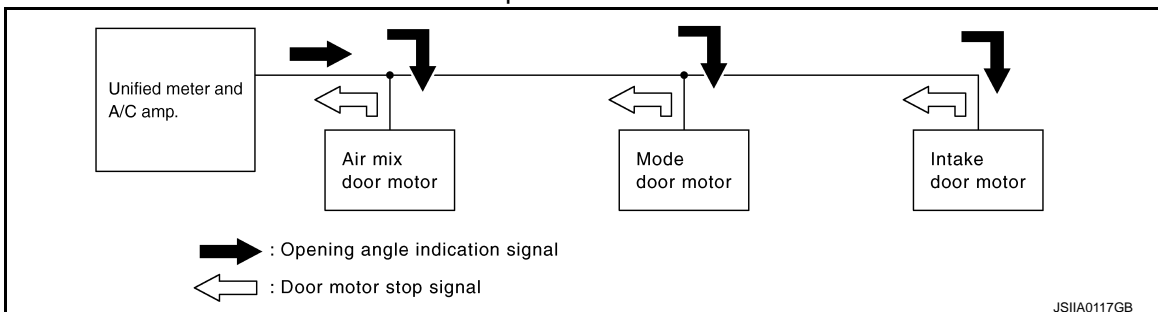 Unified meter and
A/C amp.
Air mix
door motor
Mode
door motor
Intake
door motor
: Opening angle indication signal
: Door motor stop signal
JSIIA0117GB